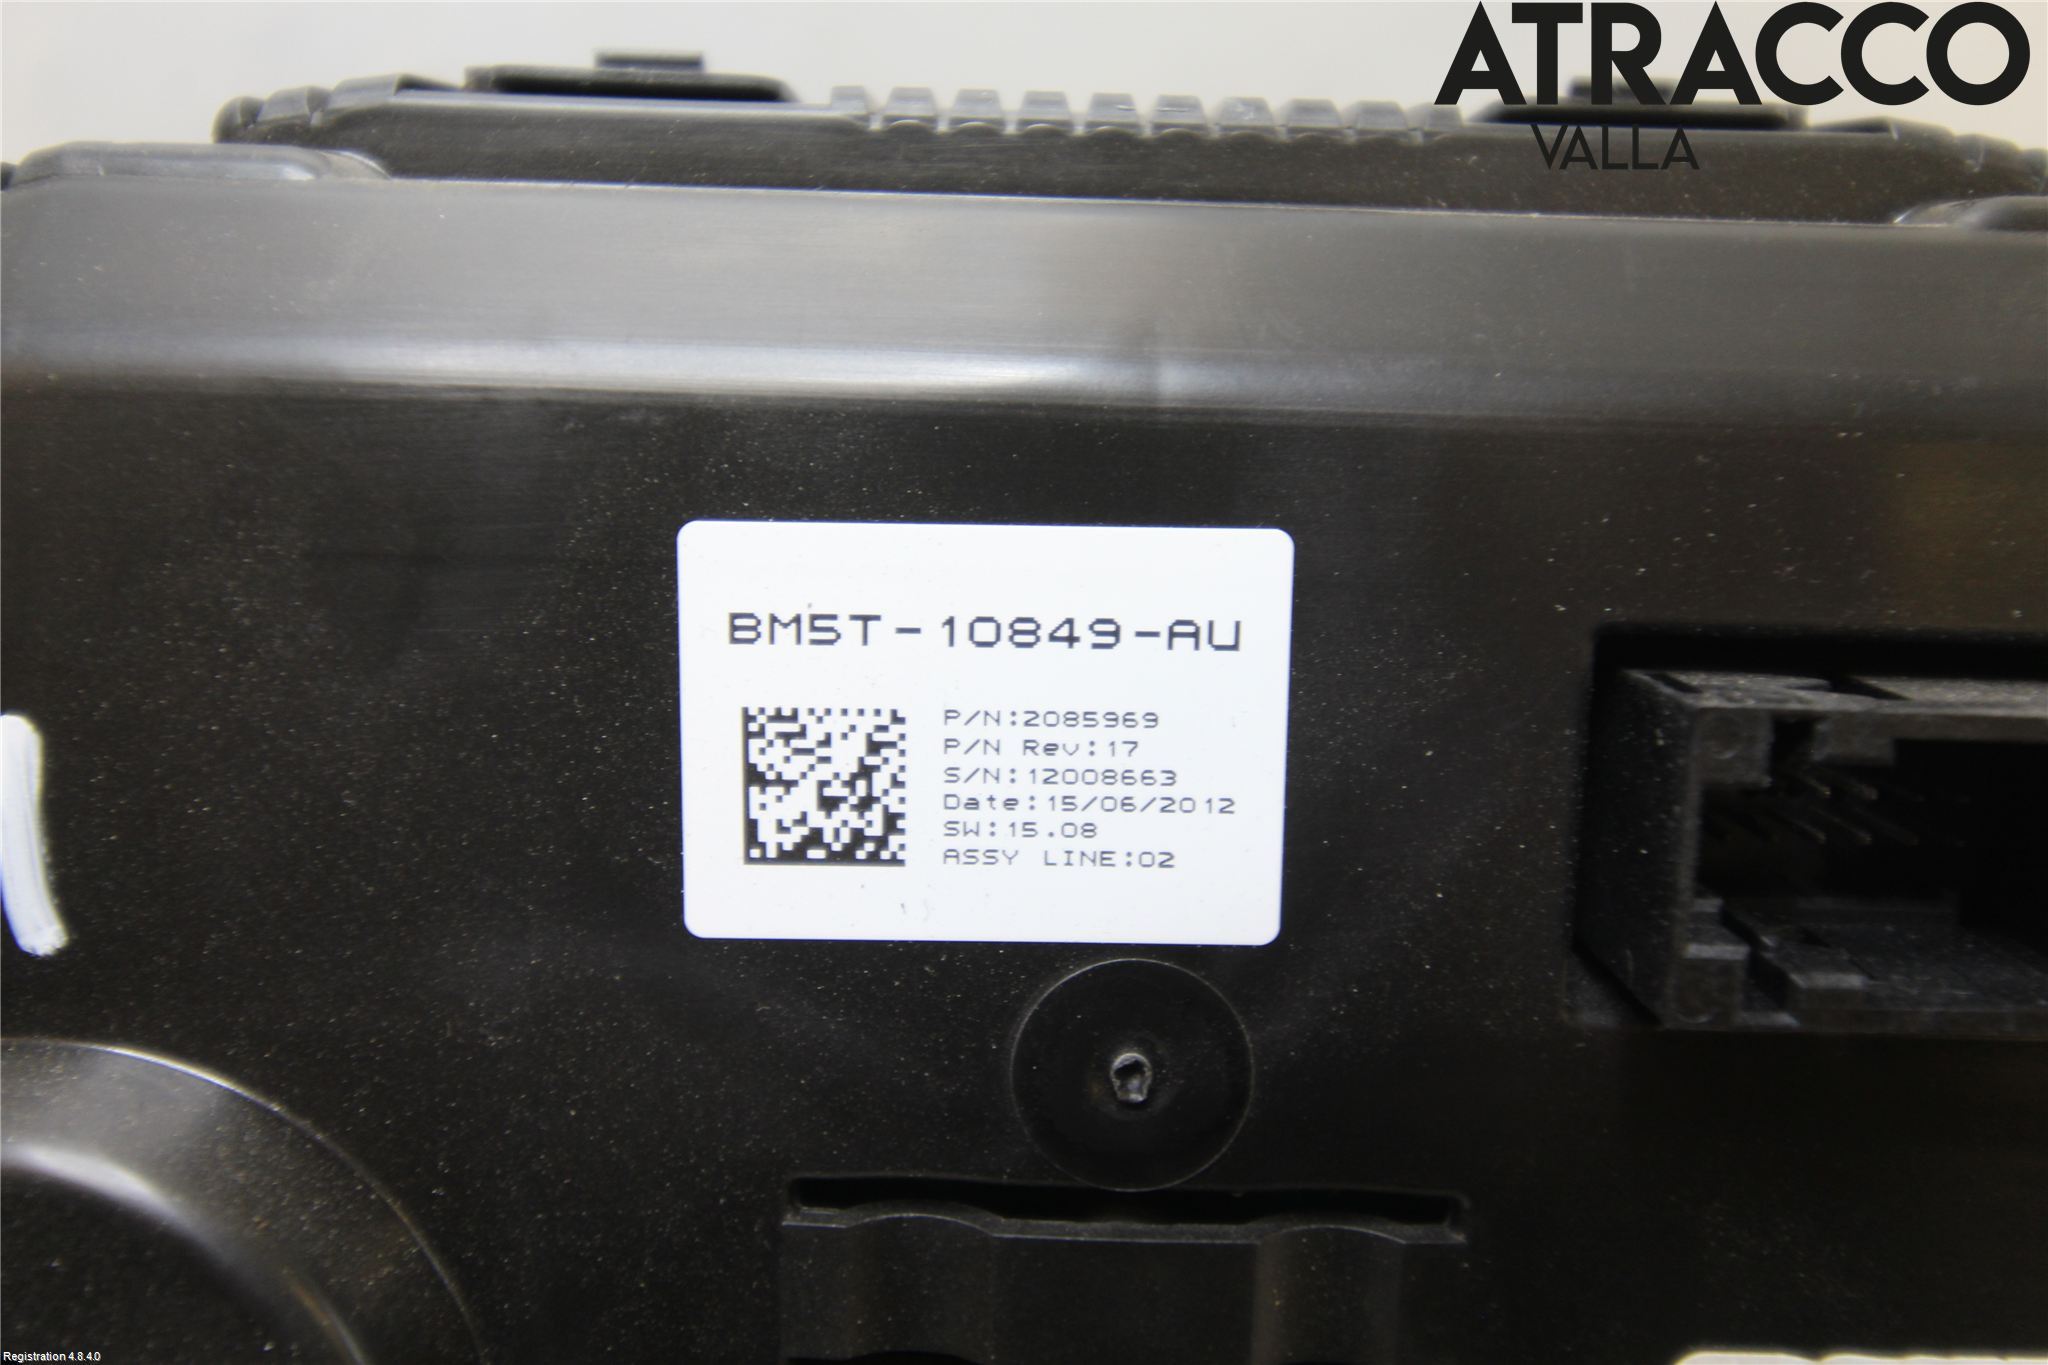 ATRACCO
VALLA
BM5T-10849-AU
P/N:2085969
P/N Rev:17
S/N:12008663
Date:15/06/2012
SW:15.08
ASSY LINE:02
Registration 4.8.4.0